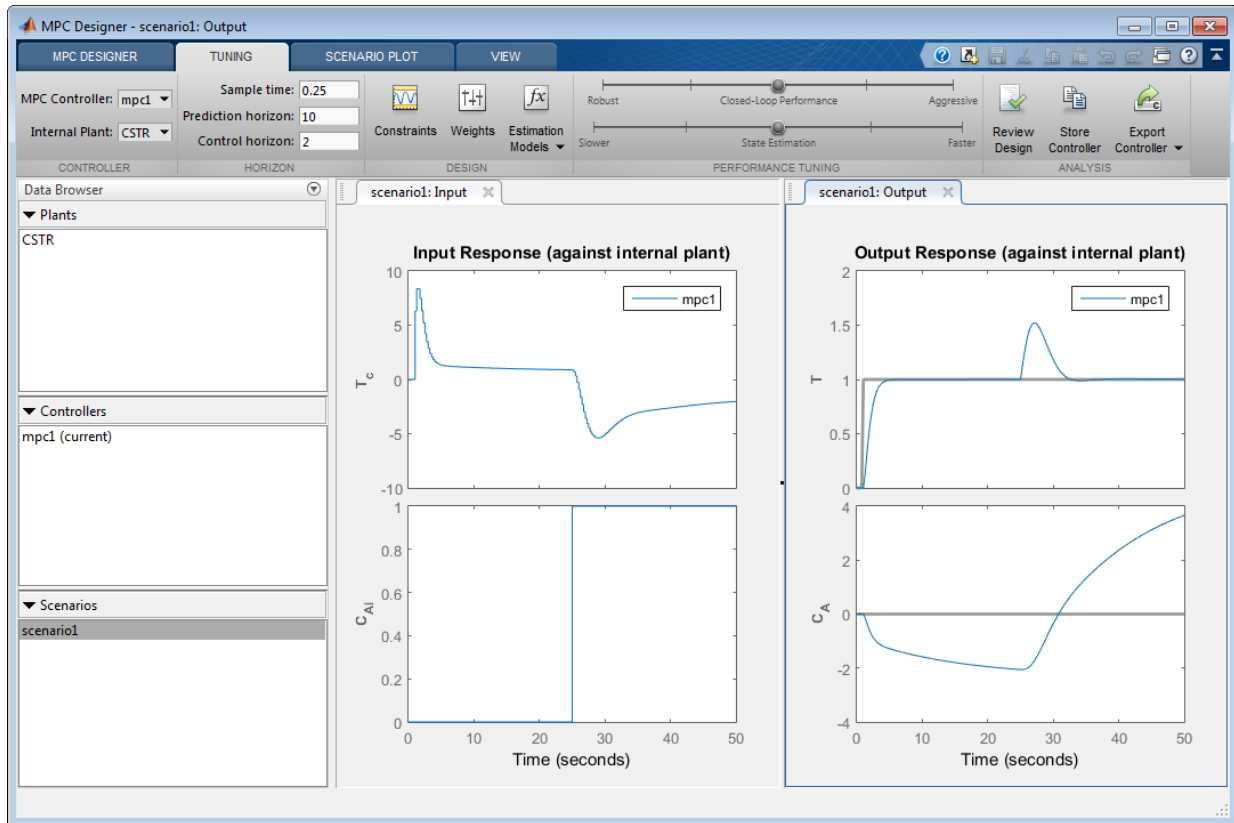 MPC Designer - scenario1: Output
MPC DESIGNER TUNING SCENARIO PLOT VIEW
MPC Controller: mpc1
Internal Plant: CSTR
CONTROLLER
Sample time: 0.25
Prediction horizon: 10
Control horizon: 2
HORIZON
Constraints Weights Estimation
Models
DESIGN
Robust Closed-Loop Performance Aggressive
Slower State Estimation Faster
PERFORMANCE TUNING
Review
Design
Store
Controller
Export
Controller
ANALYSIS
Data Browser
Plants
CSTR
Controllers
mpc1 (current)
Scenarios
scenario1
scenario1: Input
Input Response (against internal plant)
mpc1
10
5
0
-5
-10
Tc
1
0.8
0.6
0.4
0.2
0
CAi
0 10 20 30 40 50
Time (seconds)
scenario1: Output
Output Response (against internal plant)
mpc1
2
1.5
1
0.5
0
T
4
2
0
-2
-4
CA
0 10 20 30 40 50
Time (seconds)